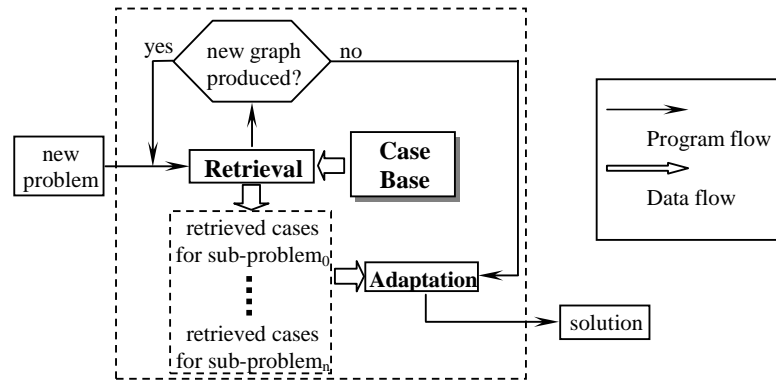 yes
new graph
produced?
no
new
problem
Retrieval
Case
Base
Program flow
Data flow
retrieved cases
for sub-problem₀
retrieved cases
for sub-problemₙ
Adaptation
solution